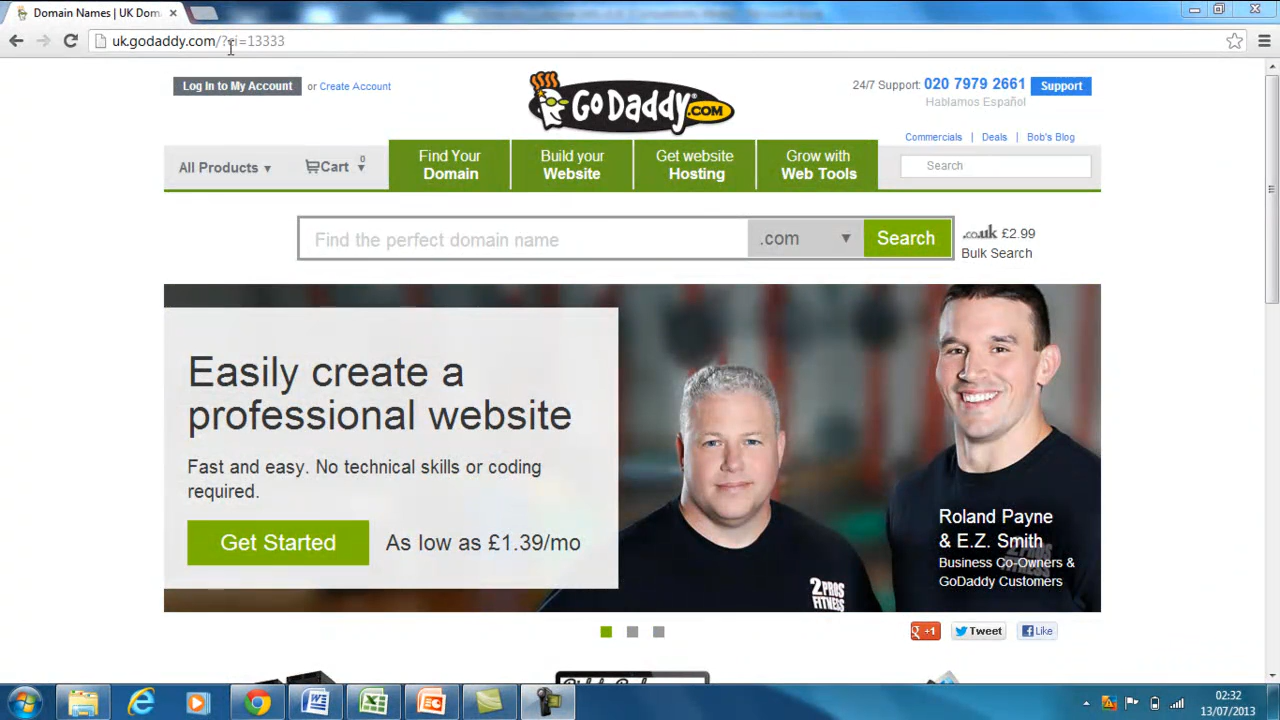 Domain Names | UK Dom
uk.godaddy.com/?ci=13333
Log In to My Account or Create Account
GO DADDY .COM
24/7 Support: 020 7979 2661 Support
Hablamos Español
Commercials | Deals | Bob's Blog
All Products ▾ Cart 0 ▾
Find Your Domain
Build your Website
Get website Hosting
Grow with Web Tools
Search
Find the perfect domain name .com ▼ Search
.co.uk £2.99
Bulk Search
Easily create a
professional website
Fast and easy. No technical skills or coding
required.
Get Started As low as £1.39/mo
Roland Payne
& E.Z. Smith
Business Co-Owners &
GoDaddy Customers
2 PROS
FITNESS
g +1 Tweet Like
02:32
13/07/2013